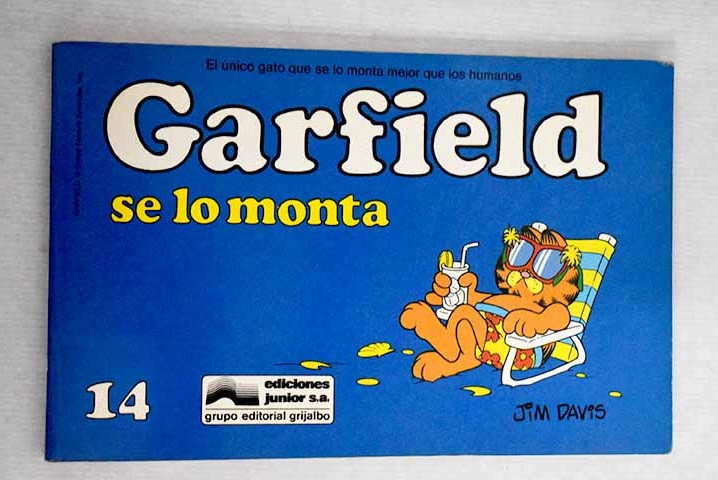 El único gato que se lo monta mejor que los humanos
Garfield
se lo monta
14
ediciones
junior s.a.
grupo editorial grijalbo
JIM DAVIS